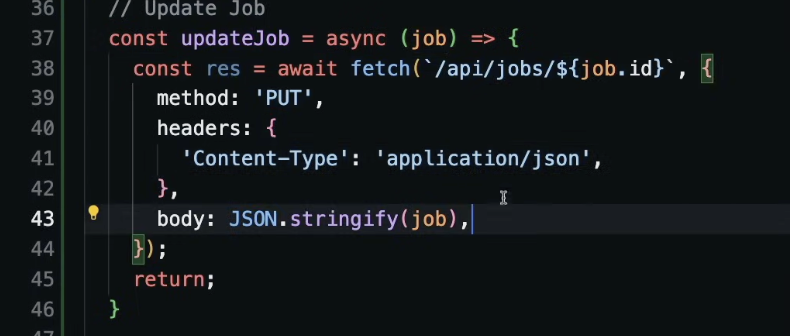 36 // Update Job
37 const updateJob = async (job) => {
38 const res = await fetch(`/api/jobs/${job.id}`, {
39 method: 'PUT',
40 headers: {
41 'Content-Type': 'application/json',
42 },
43 body: JSON.stringify(job),
44 });
45 return;
46 }
47